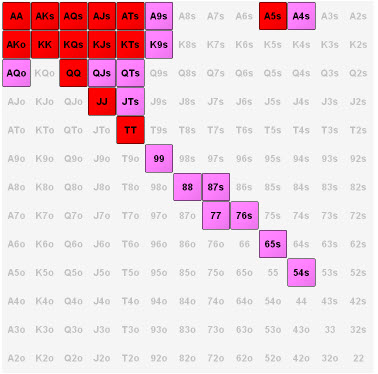 AA AKs AQs AJs ATs A9s A8s A7s A6s A5s A4s A3s A2s
AKo KK KQs KJs KTs K9s K8s K7s K6s K5s K4s K3s K2s
AQo KQo QQ QJs QTs Q9s Q8s Q7s Q6s Q5s Q4s Q3s Q2s
AJo KJo QJo JJ JTs J9s J8s J7s J6s J5s J4s J3s J2s
ATo KTo QTo JTo TT T9s T8s T7s T6s T5s T4s T3s T2s
A9o K9o Q9o J9o T9o 99 98s 97s 96s 95s 94s 93s 92s
A8o K8o Q8o J8o T8o 98o 88 87s 86s 85s 84s 83s 82s
A7o K7o Q7o J7o T7o 97o 87o 77 76s 75s 74s 73s 72s
A6o K6o Q6o J6o T6o 96o 86o 76o 66 65s 64s 63s 62s
A5o K5o Q5o J5o T5o 95o 85o 75o 65o 55 54s 53s 52s
A4o K4o Q4o J4o T4o 94o 84o 74o 64o 54o 44 43s 42s
A3o K3o Q3o J3o T3o 93o 83o 73o 63o 53o 43o 33 32s
A2o K2o Q2o J2o T2o 92o 82o 72o 62o 52o 42o 32o 22